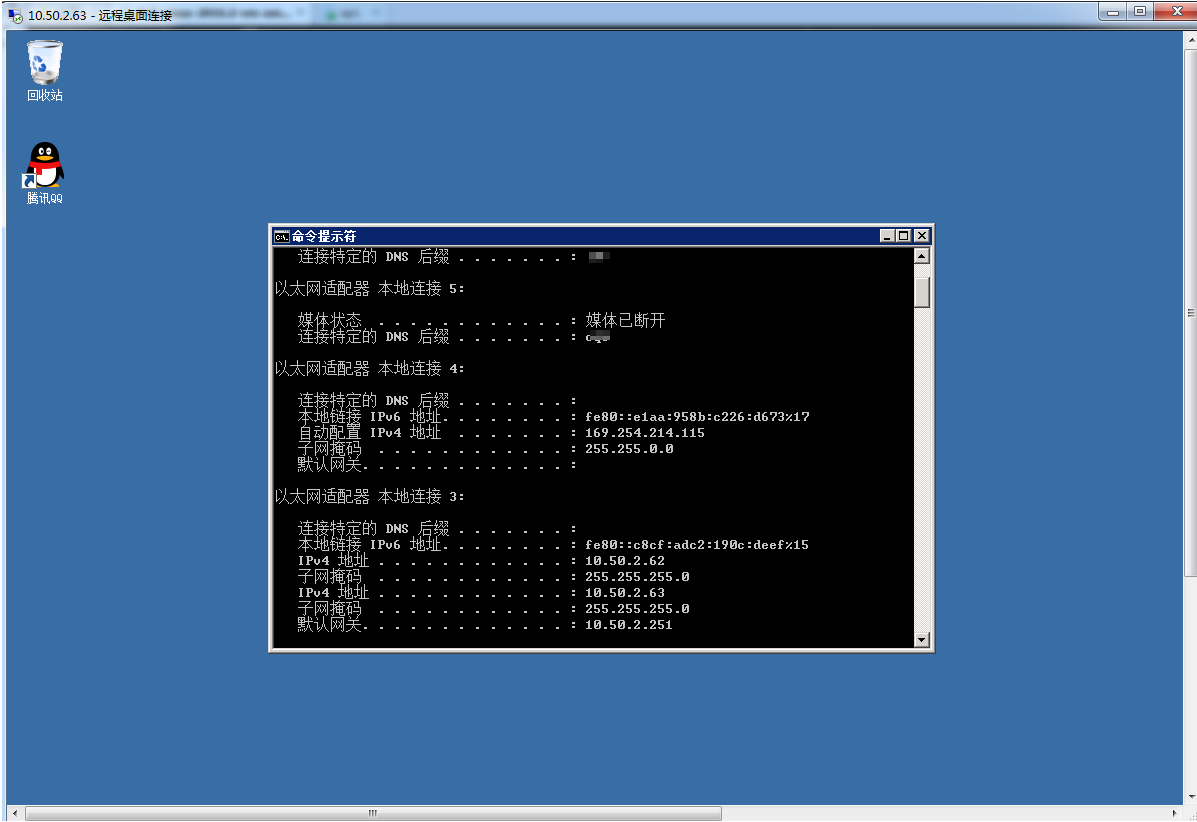 10.50.2.63 - 远程桌面连接
回收站
腾讯QQ
命令提示符
连接特定的 DNS 后缀 . . . . . . . :
以太网适配器 本地连接 5:
媒体状态 . . . . . . . . . . . . : 媒体已断开
连接特定的 DNS 后缀 . . . . . . . :
以太网适配器 本地连接 4:
连接特定的 DNS 后缀 . . . . . . . :
本地链接 IPv6 地址. . . . . . . . : fe80::e1aa:958b:c226:d673%17
自动配置 IPv4 地址 . . . . . . . : 169.254.214.115
子网掩码 . . . . . . . . . . . . : 255.255.0.0
默认网关. . . . . . . . . . . . . :
以太网适配器 本地连接 3:
连接特定的 DNS 后缀 . . . . . . . :
本地链接 IPv6 地址. . . . . . . . : fe80::c8cf:adc2:190c:deef%15
IPv4 地址 . . . . . . . . . . . . : 10.50.2.62
子网掩码 . . . . . . . . . . . . : 255.255.255.0
IPv4 地址 . . . . . . . . . . . . : 10.50.2.63
子网掩码 . . . . . . . . . . . . : 255.255.255.0
默认网关. . . . . . . . . . . . . : 10.50.2.251